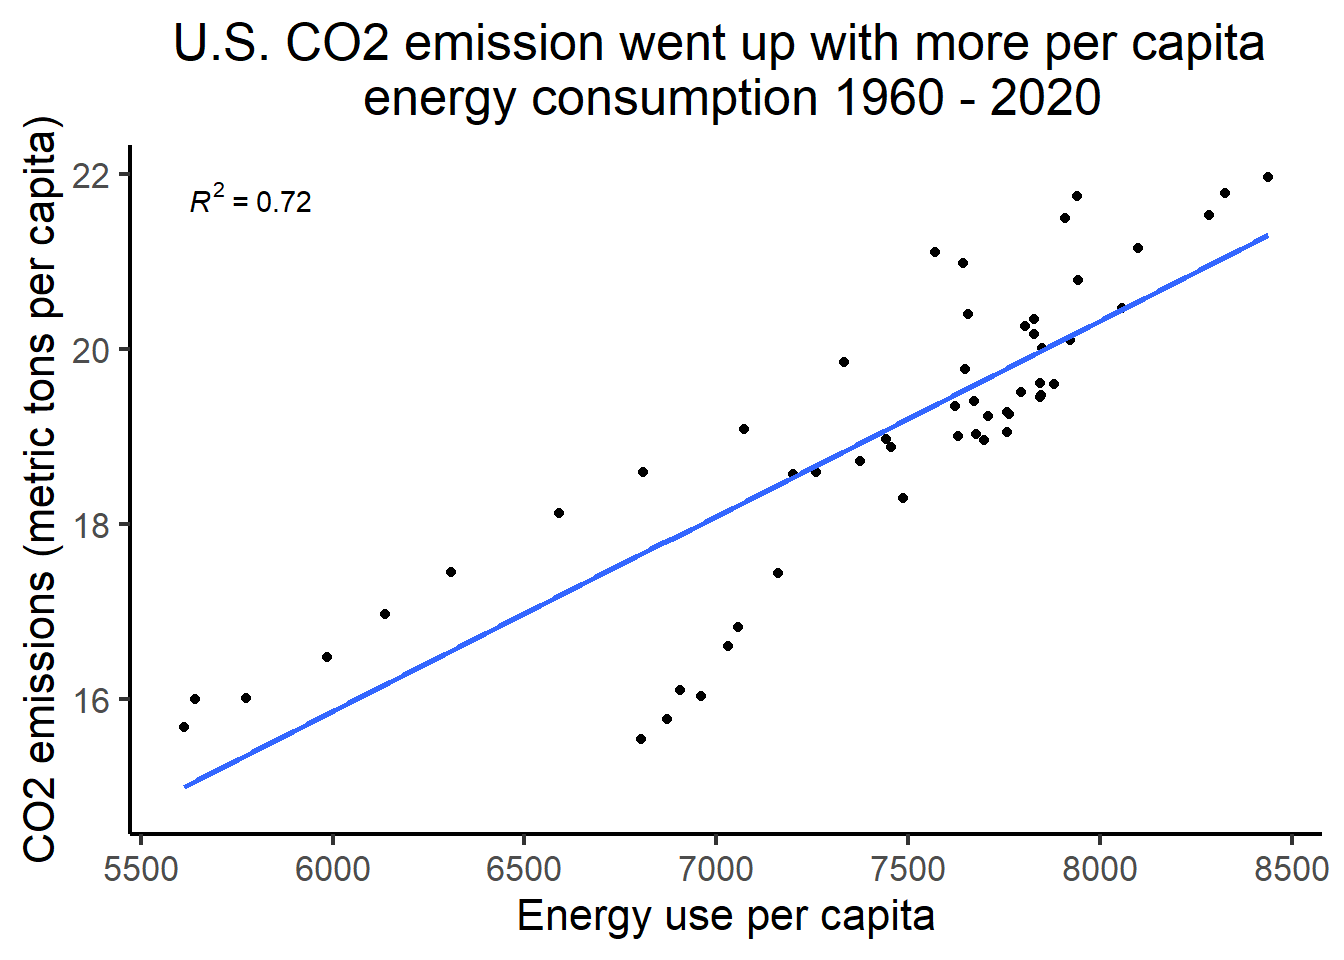 U.S. CO2 emission went up with more per capita
energy consumption 1960 - 2020
CO2 emissions (metric tons per capita)
22
20
18
16
R² = 0.72
5500 6000 6500 7000 7500 8000 8500
Energy use per capita